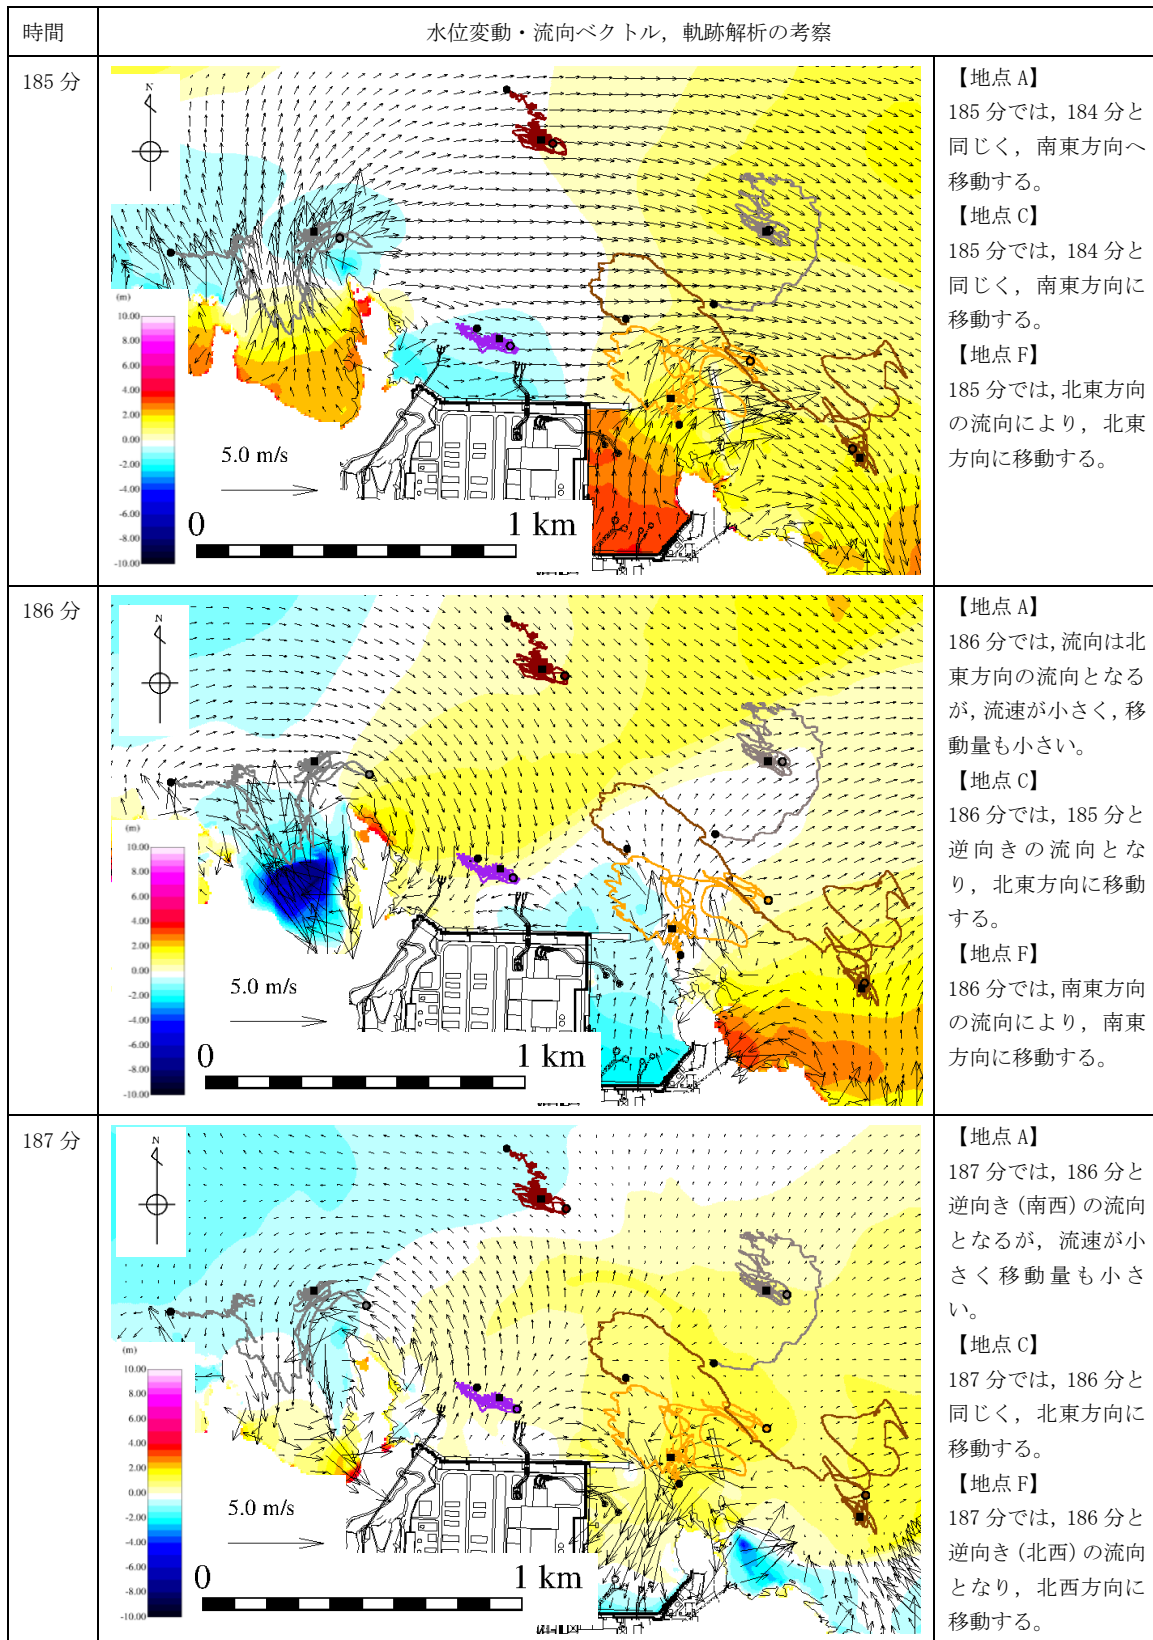 時間
水位変動・流向ベクトル，軌跡解析の考察
185 分
N
(m)
10.00
8.00
6.00
4.00
2.00
0.00
-2.00
-4.00
-6.00
-8.00
-10.00
5.0 m/s
0
1 km
【地点 A】
185 分では，184 分と
同じく，南東方向へ
移動する。
【地点 C】
185 分では，184 分と
同じく，南東方向に
移動する。
【地点 F】
185 分では，北東方向
の流向により，北東
方向に移動する。
186 分
N
(m)
10.00
8.00
6.00
4.00
2.00
0.00
-2.00
-4.00
-6.00
-8.00
-10.00
5.0 m/s
0
1 km
【地点 A】
186 分では，流向は北
東方向の流向となる
が，流速が小さく，移
動量も小さい。
【地点 C】
186 分では，185 分と
逆向きの流向とな
り，北東方向に移動
する。
【地点 F】
186 分では，南東方向
の流向により，南東
方向に移動する。
187 分
N
(m)
10.00
8.00
6.00
4.00
2.00
0.00
-2.00
-4.00
-6.00
-8.00
-10.00
5.0 m/s
0
1 km
【地点 A】
187 分では，186 分と
逆向き（南西）の流向
となるが，流速が小
さく移動量も小さ
い。
【地点 C】
187 分では，186 分と
同じく，北東方向に
移動する。
【地点 F】
187 分では，186 分と
逆向き（北西）の流向
となり，北西方向に
移動する。